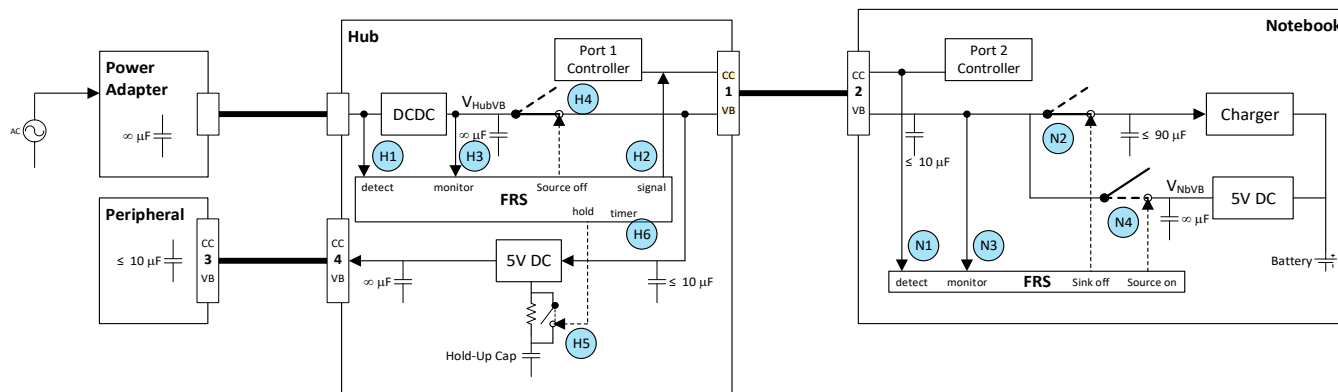 Hub
Notebook
Power
Adapter
AC
∞ µF
DCDC
V_HubVB
∞ µF
Port 1
Controller
H4
H1
H3
H2
detect
monitor
Source off
signal
FRS
hold
timer
H6
CC
1
VB
CC
2
VB
Port 2
Controller
≤ 10 µF
N2
≤ 90 µF
Charger
V_NbVB
∞ µF
5V DC
N4
N1
N3
Battery
detect
monitor
FRS
Sink off
Source on
Peripheral
≤ 10 µF
CC
3
VB
CC
4
VB
∞ µF
5V DC
≤ 10 µF
H5
Hold-Up Cap